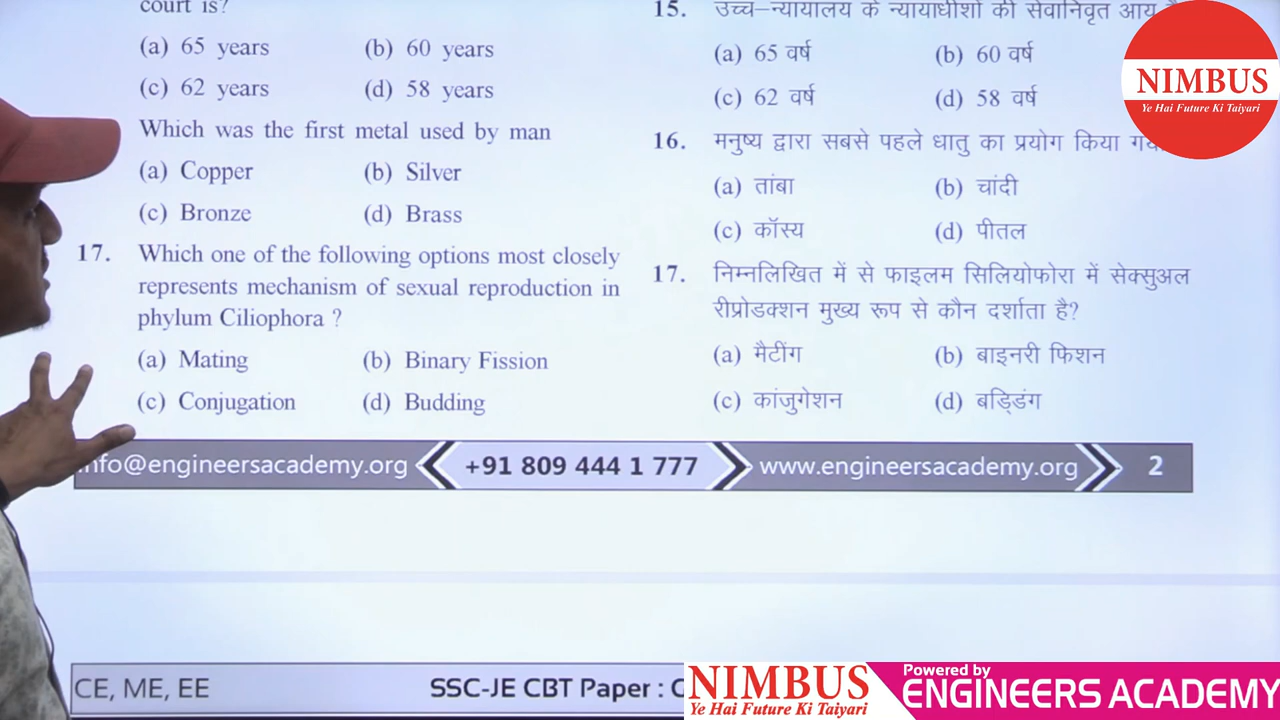 court is?
(a) 65 years (b) 60 years
(c) 62 years (d) 58 years
Which was the first metal used by man
(a) Copper (b) Silver
(c) Bronze (d) Brass
17. Which one of the following options most closely
represents mechanism of sexual reproduction in
phylum Ciliophora ?
(a) Mating (b) Binary Fission
(c) Conjugation (d) Budding
15. उच्च–न्यायालय के न्यायाधीशों की सेवानिवृत आयु
(a) 65 वर्ष (b) 60 वर्ष
(c) 62 वर्ष (d) 58 वर्ष
16. मनुष्य द्वारा सबसे पहले धातु का प्रयोग किया
(a) तांबा (b) चांदी
(c) कॉस्य (d) पीतल
17. निम्नलिखित में से फाइलम सिलियोफोरा में सेक्सुअल
रीप्रोडक्शन मुख्य रूप से कौन दर्शाता है?
(a) मैटींग (b) बाइनरी फिशन
(c) कांजुगेशन (d) बड्डिंग
NIMBUS
Ye Hai Future Ki Taiyari
info@engineersacademy.org +91 809 444 1 777 www.engineersacademy.org 2
CE, ME, EE SSC-JE CBT Paper :
NIMBUS
Ye Hai Future Ki Taiyari
Powered by
ENGINEERS ACADEMY